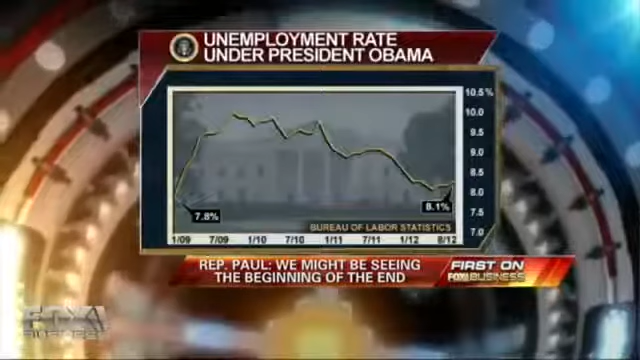 UNEMPLOYMENT RATE
UNDER PRESIDENT OBAMA
10.5%
10.0
9.5
9.0
8.5
8.0
7.5
7.0
7.8%
8.1%
BUREAU OF LABOR STATISTICS
1/09 7/09 1/10 7/10 1/11 7/11 1/12 8/12
REP. PAUL: WE MIGHT BE SEEING
THE BEGINNING OF THE END
FIRST ON
FOX BUSINESS
FOX
BUSINESS